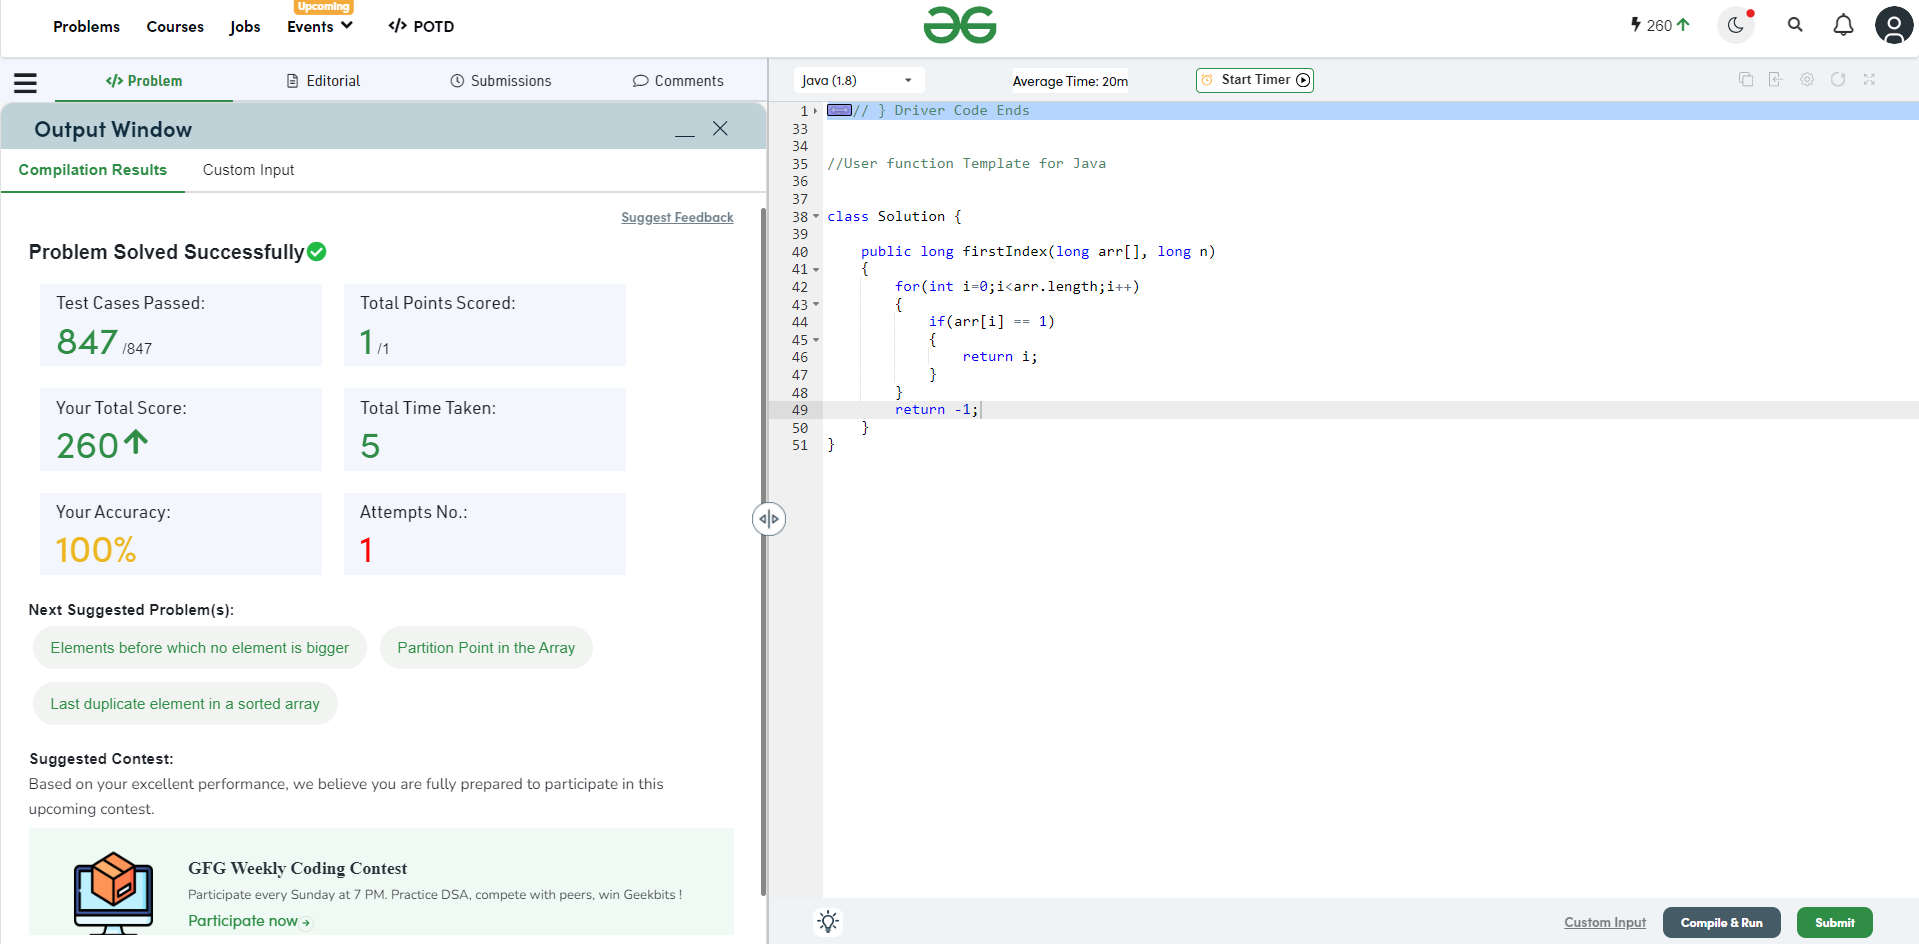 Problems Courses Jobs Upcoming Events POTD 260
Problem Editorial Submissions Comments
Output Window
Compilation Results Custom Input
Suggest Feedback
Problem Solved Successfully
Test Cases Passed:
847 /847
Total Points Scored:
1 /1
Your Total Score:
260
Total Time Taken:
5
Your Accuracy:
100%
Attempts No.:
1
Next Suggested Problem(s):
Elements before which no element is bigger
Partition Point in the Array
Last duplicate element in a sorted array
Suggested Contest:
Based on your excellent performance, we believe you are fully prepared to participate in this
upcoming contest.
GFG Weekly Coding Contest
Participate every Sunday at 7 PM. Practice DSA, compete with peers, win Geekbits !
Participate now
Java (1.8) Average Time: 20m Start Timer
1 // } Driver Code Ends
33
34
35 //User function Template for Java
36
37
38 class Solution {
39
40 public long firstIndex(long arr[], long n)
41 {
42 for(int i=0;i<arr.length;i++)
43 {
44 if(arr[i] == 1)
45 {
46 return i;
47 }
48 }
49 return -1;
50 }
51 }
Custom Input Compile & Run Submit